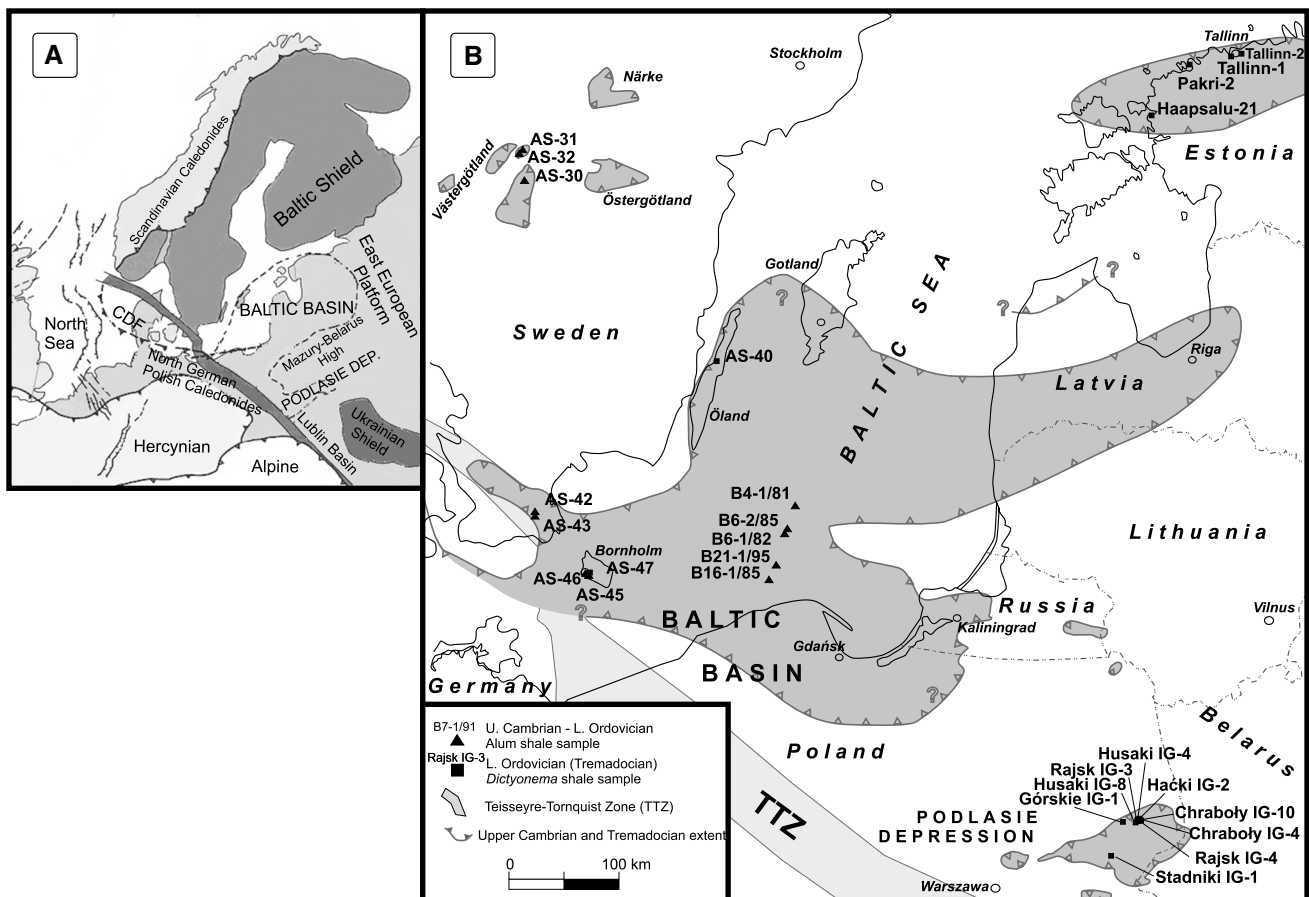 A
Scandinavian Caledonides
Baltic Shield
East European
Platform
BALTIC BASIN
CDF
North
Sea
Mazury-Belarus
High
North German
Polish Caledonides
PODLASIE DEP.
Lublin Basin
Ukrainian
Shield
Hercynian
Alpine
B
Stockholm
Närke
Tallinn
Tallinn-2
Tallinn-1
Pakri-2
Haapsalu-21
Estonia
AS-31
AS-32
AS-30
Västergötland
Östergötland
Gotland
?
?
?
BALTIC SEA
Sweden
AS-40
Öland
Riga
Latvia
AS-42
AS-43
B4-1/81
B6-2/85
B6-1/82
B21-1/95
B16-1/85
Lithuania
Bornholm
AS-47
AS-46
AS-45
?
BALTIC
BASIN
Russia
Kaliningrad
Vilnus
Gdańsk
?
Germany
Poland
Belarus
TTZ
PODLASIE
DEPRESSION
Husaki IG-4
Rajsk IG-3
Husaki IG-8
Haćki IG-2
Górskie IG-1
Chraboły IG-10
Chraboły IG-4
Rajsk IG-4
Stadniki IG-1
Warszawa
B7-1/91
U. Cambrian - L. Ordovician
Alum shale sample
Rajsk IG-3
L. Ordovician (Tremadocian)
Dictyonema shale sample
Teisseyre-Tornquist Zone (TTZ)
Upper Cambrian and Tremadocian extent
0
100 km